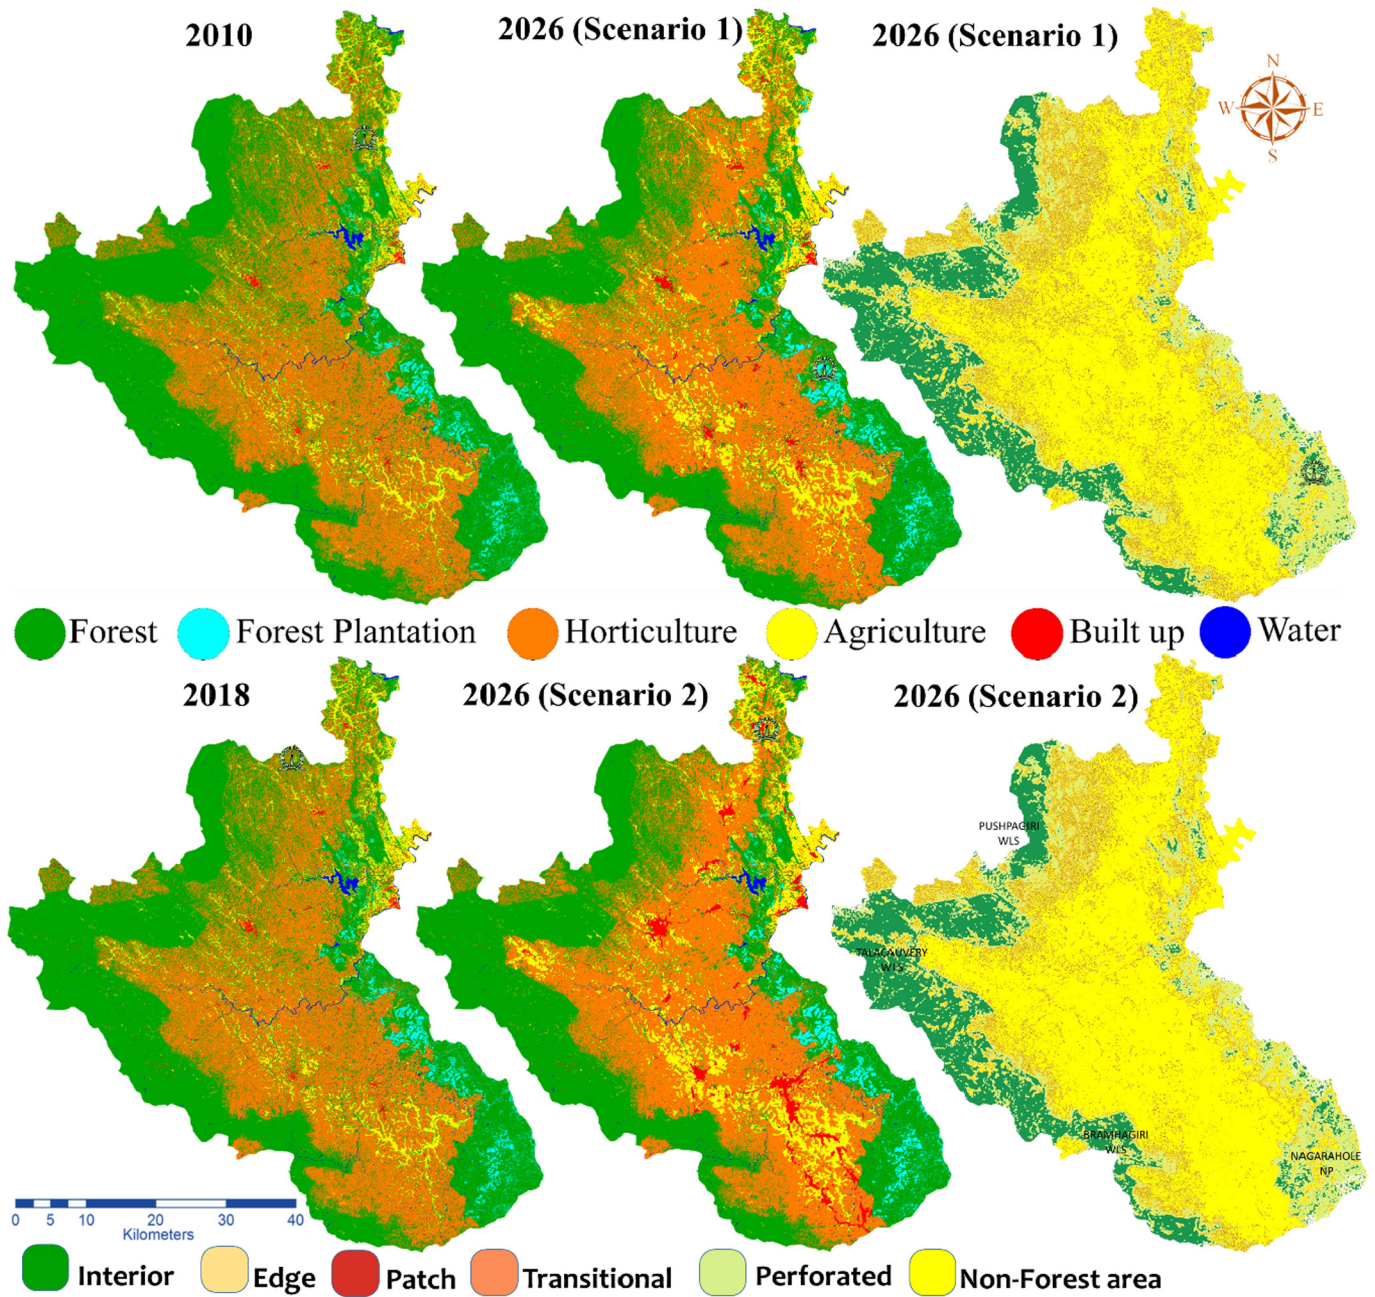 2010
2026 (Scenario 1)
2026 (Scenario 1)
N
W
E
S
Forest
Forest Plantation
Horticulture
Agriculture
Built up
Water
2018
2026 (Scenario 2)
2026 (Scenario 2)
PUSHPAGIRI
WLS
TALACAUVERY
WLS
BRAMHAGIRI
WLS
NAGARAHOLE
NP
0 5 10 20 30 40
Kilometers
Interior
Edge
Patch
Transitional
Perforated
Non-Forest area